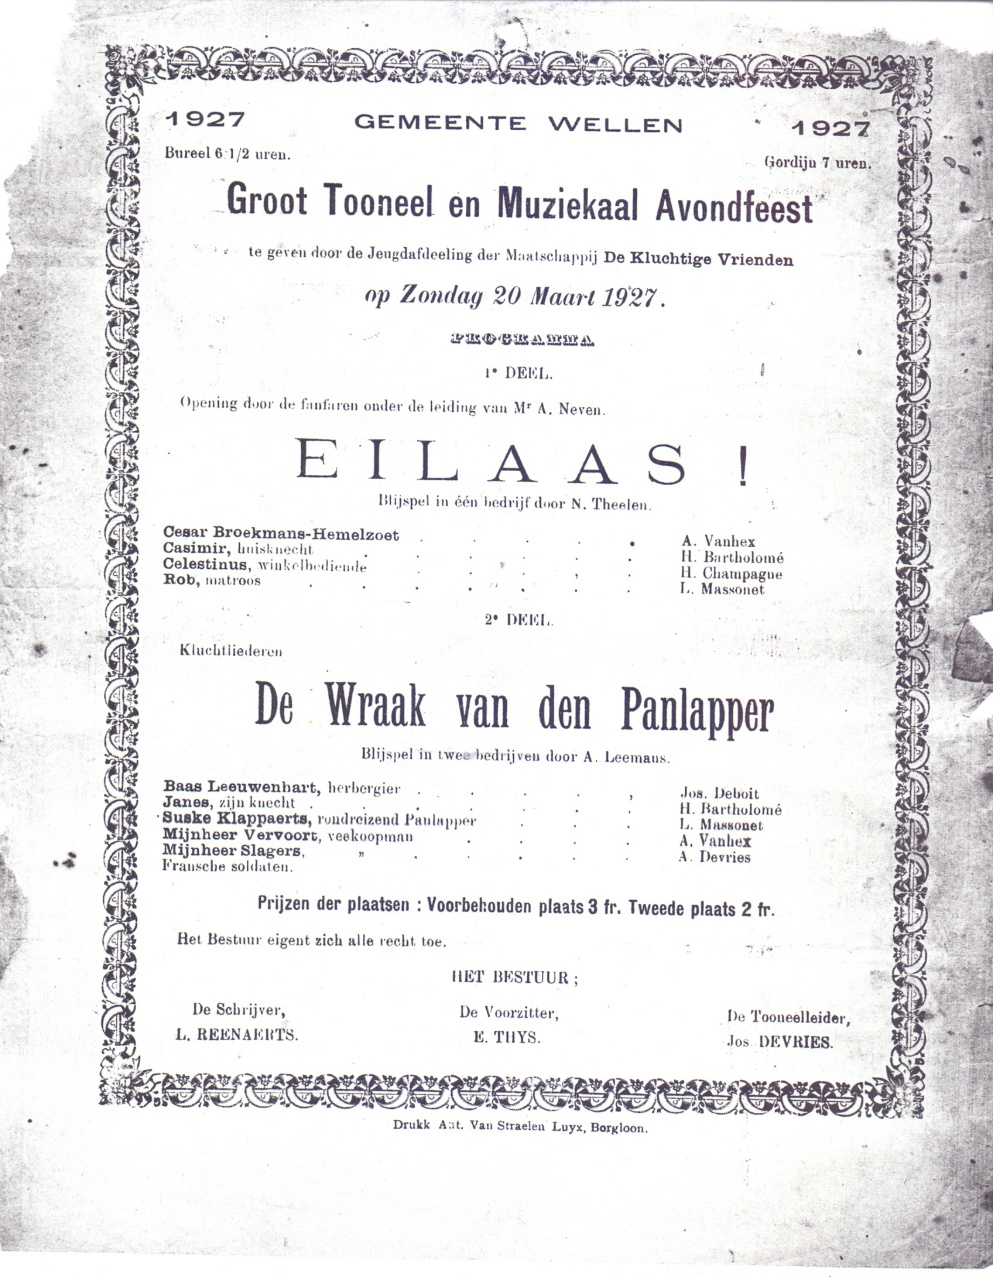 1927 GEMEENTE WELLEN 1927
Bureel 6 1/2 uren. Gordijn 7 uren.
Groot Tooneel en Muziekaal Avondfeest
te geven door de Jeugdafdeeling der Maatschappij De Kluchtige Vrienden
op Zondag 20 Maart 1927.
PROGRAMMA
1e DEEL.
Opening door de fanfaren onder de leiding van Mr A. Neven.
EILAAS !
Blijspel in één bedrijf door N. Theelen.
Cesar Broekmans-Hemelzoet . . . . . A. Vanhex
Casimir, huisknecht . . . . . . H. Bartholomé
Celestinus, winkelbediende . . . . . H. Champague
Rob, matroos . . . . . . . L. Massonet
2e DEEL.
Kluchtliederen
De Wraak van den Panlapper
Blijspel in twee bedrijven door A. Leemans.
Baas Leeuwenhart, herbergier . . . . . Jos. Deboit
Janes, zijn knecht . . . . . . . H. Bartholomé
Suske Klappaerts, rondreizend Panlapper . . . L. Massonet
Mijnheer Vervoort, veekoopman . . . . A. Vanhex
Mijnheer Slagers, „ . . . . . A. Devries
Fransche soldaten.
Prijzen der plaatsen : Voorbehouden plaats 3 fr. Tweede plaats 2 fr.
Het Bestuur eigent zich alle recht toe.
HET BESTUUR ;
De Schrijver, De Voorzitter, De Tooneelleider,
L. REENAERTS. E. THYS. Jos. DEVRIES.
Drukk Ant. Van Straelen Luyx, Borgloon.